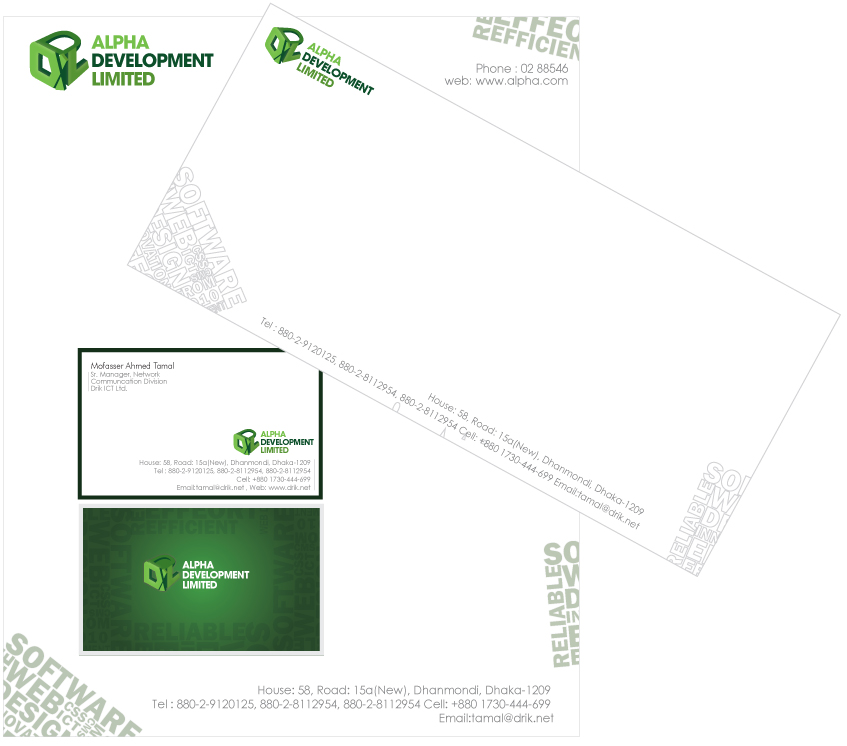 ALPHA
DEVELOPMENT
LIMITED
EFFEC
EFFICIEN
Phone : 02 88546
web: www.alpha.com
ALPHA
DEVELOPMENT
LIMITED
SOFTWARE
WEB
DESIGN
Tel : 880-2-9120125, 880-2-8112954, 880-2-8112954 Cell: +880 1730-444-699 Email:tamal@drik.net
House: 58, Road: 15a(New), Dhanmondi, Dhaka-1209
RELIABLE
Mofasser Ahmed Tamal
Sr. Manager, Network
Communcation Division
Drik ICT Ltd.
ALPHA
DEVELOPMENT
LIMITED
House: 58, Road: 15a(New), Dhanmondi, Dhaka-1209
Tel : 880-2-9120125, 880-2-8112954, 880-2-8112954
Cell: +880 1730-444-699
Email:tamal@drik.net . Web: www.drik.net
EFFICIENT
ALPHA
DEVELOPMENT
LIMITED
RELIABLE
RELIABLE
SOFTWARE
WEB
DESIG
House: 58, Road: 15a(New), Dhanmondi, Dhaka-1209
Tel : 880-2-9120125, 880-2-8112954, 880-2-8112954 Cell: +880 1730-444-699
Email:tamal@drik.net